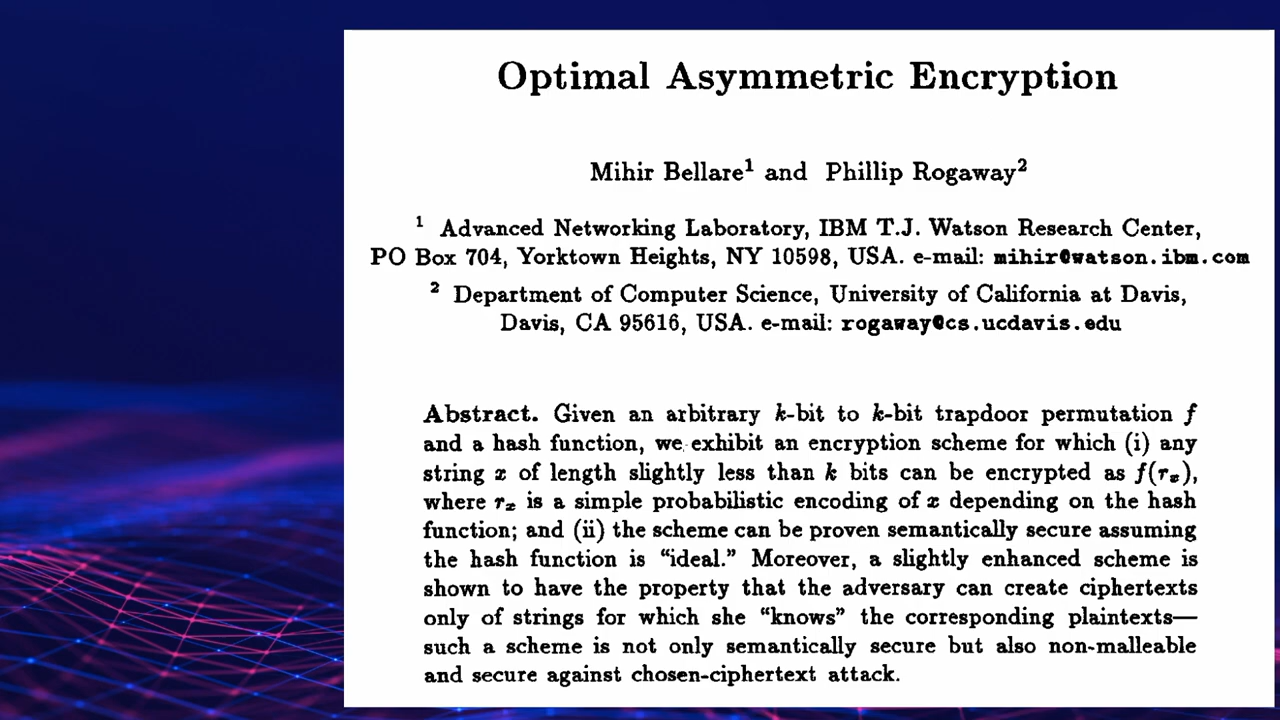 Optimal Asymmetric Encryption
Mihir Bellare¹ and Phillip Rogaway²
¹ Advanced Networking Laboratory, IBM T.J. Watson Research Center,
PO Box 704, Yorktown Heights, NY 10598, USA. e-mail: mihir@watson.ibm.com
² Department of Computer Science, University of California at Davis,
Davis, CA 95616, USA. e-mail: rogaway@cs.ucdavis.edu
Abstract. Given an arbitrary k-bit to k-bit trapdoor permutation f
and a hash function, we exhibit an encryption scheme for which (i) any
string x of length slightly less than k bits can be encrypted as f(rₓ),
where rₓ is a simple probabilistic encoding of x depending on the hash
function; and (ii) the scheme can be proven semantically secure assuming
the hash function is “ideal.” Moreover, a slightly enhanced scheme is
shown to have the property that the adversary can create ciphertexts
only of strings for which she “knows” the corresponding plaintexts—
such a scheme is not only semantically secure but also non-malleable
and secure against chosen-ciphertext attack.